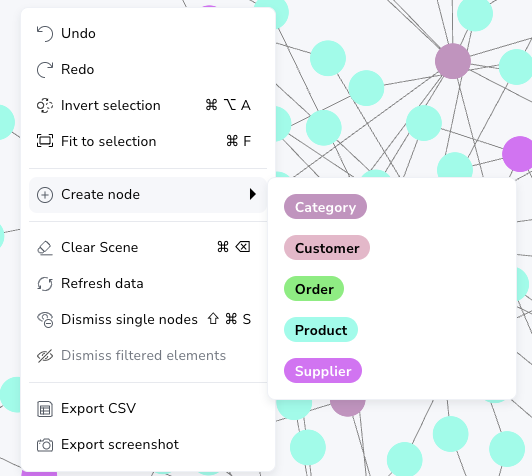 Undo
Redo
Invert selection ⌘ ⌥ A
Fit to selection ⌘ F
Create node
Category
Customer
Order
Product
Supplier
Clear Scene ⌘ ⌫
Refresh data
Dismiss single nodes ⇧ ⌘ S
Dismiss filtered elements
Export CSV
Export screenshot